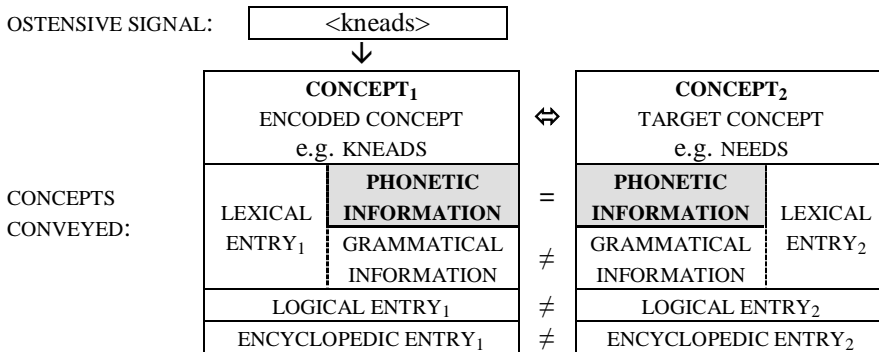 OSTENSIVE SIGNAL: <kneads>
↓
CONCEPT₁ ⇔ CONCEPT₂
ENCODED CONCEPT TARGET CONCEPT
e.g. KNEADS e.g. NEEDS
CONCEPTS CONVEYED:
LEXICAL ENTRY₁
PHONETIC INFORMATION = PHONETIC INFORMATION
LEXICAL ENTRY₂
GRAMMATICAL INFORMATION ≠ GRAMMATICAL INFORMATION
LOGICAL ENTRY₁ ≠ LOGICAL ENTRY₂
ENCYCLOPEDIC ENTRY₁ ≠ ENCYCLOPEDIC ENTRY₂